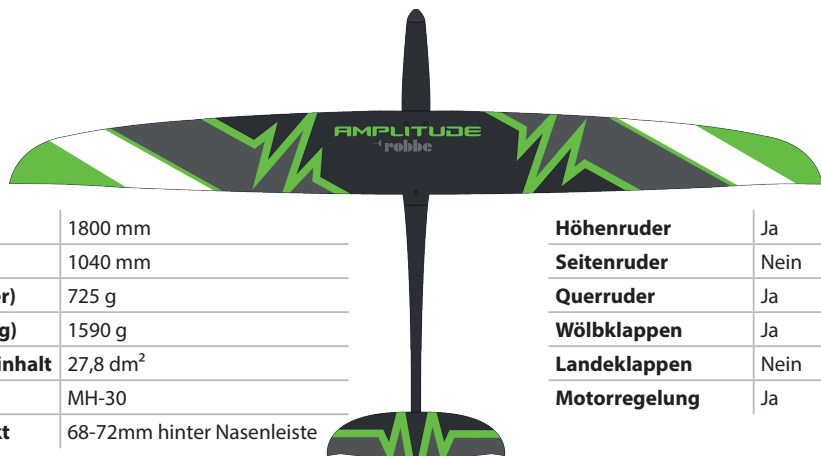 AMPLITUDE
robbe
1800 mm
1040 mm
r) 725 g
g) 1590 g
inhalt 27,8 dm²
MH-30
kt 68-72mm hinter Nasenleiste
Höhenruder Ja
Seitenruder Nein
Querruder Ja
Wölbklappen Ja
Landeklappen Nein
Motorregelung Ja